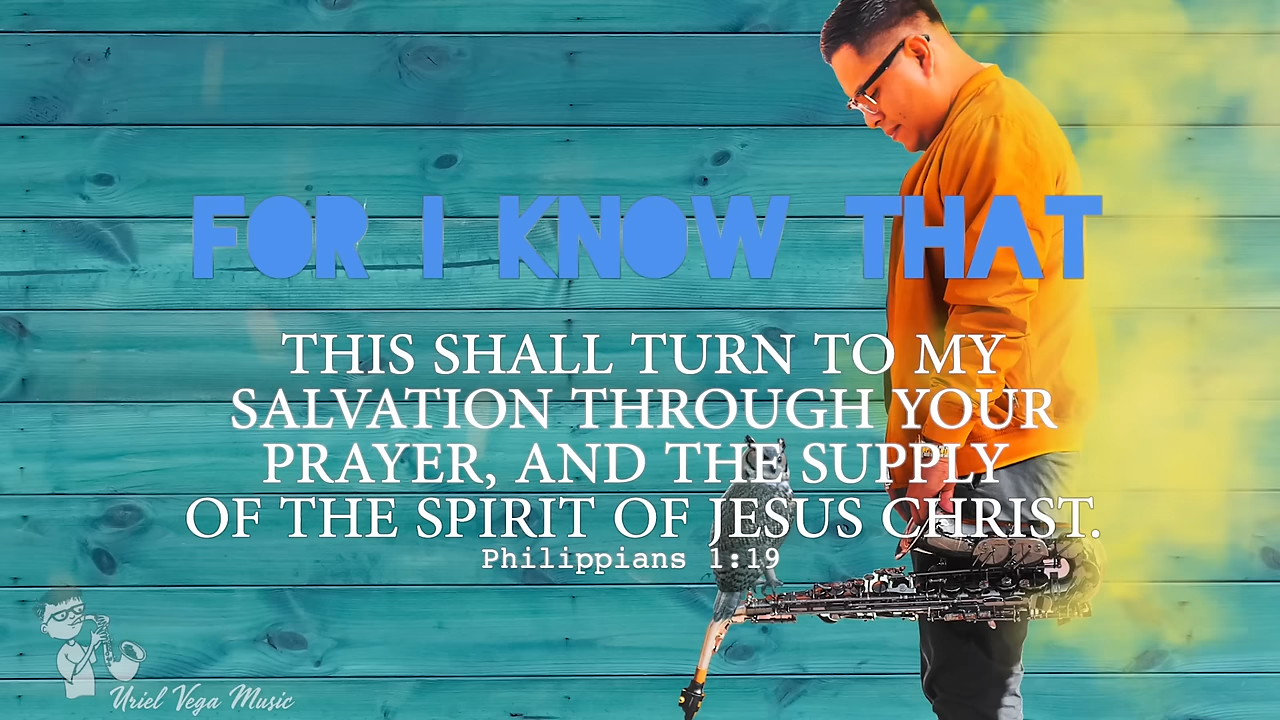 FOR I KNOW THAT
THIS SHALL TURN TO MY
SALVATION THROUGH YOUR
PRAYER, AND THE SUPPLY
OF THE SPIRIT OF JESUS CHRIST.
Philippians 1:19
Uriel Vega Music